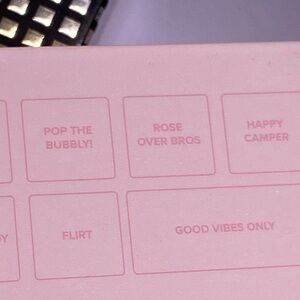 POP THE
BUBBLY!
ROSE
OVER BROS
HAPPY
CAMPER
FLIRT
GOOD VIBES ONLY